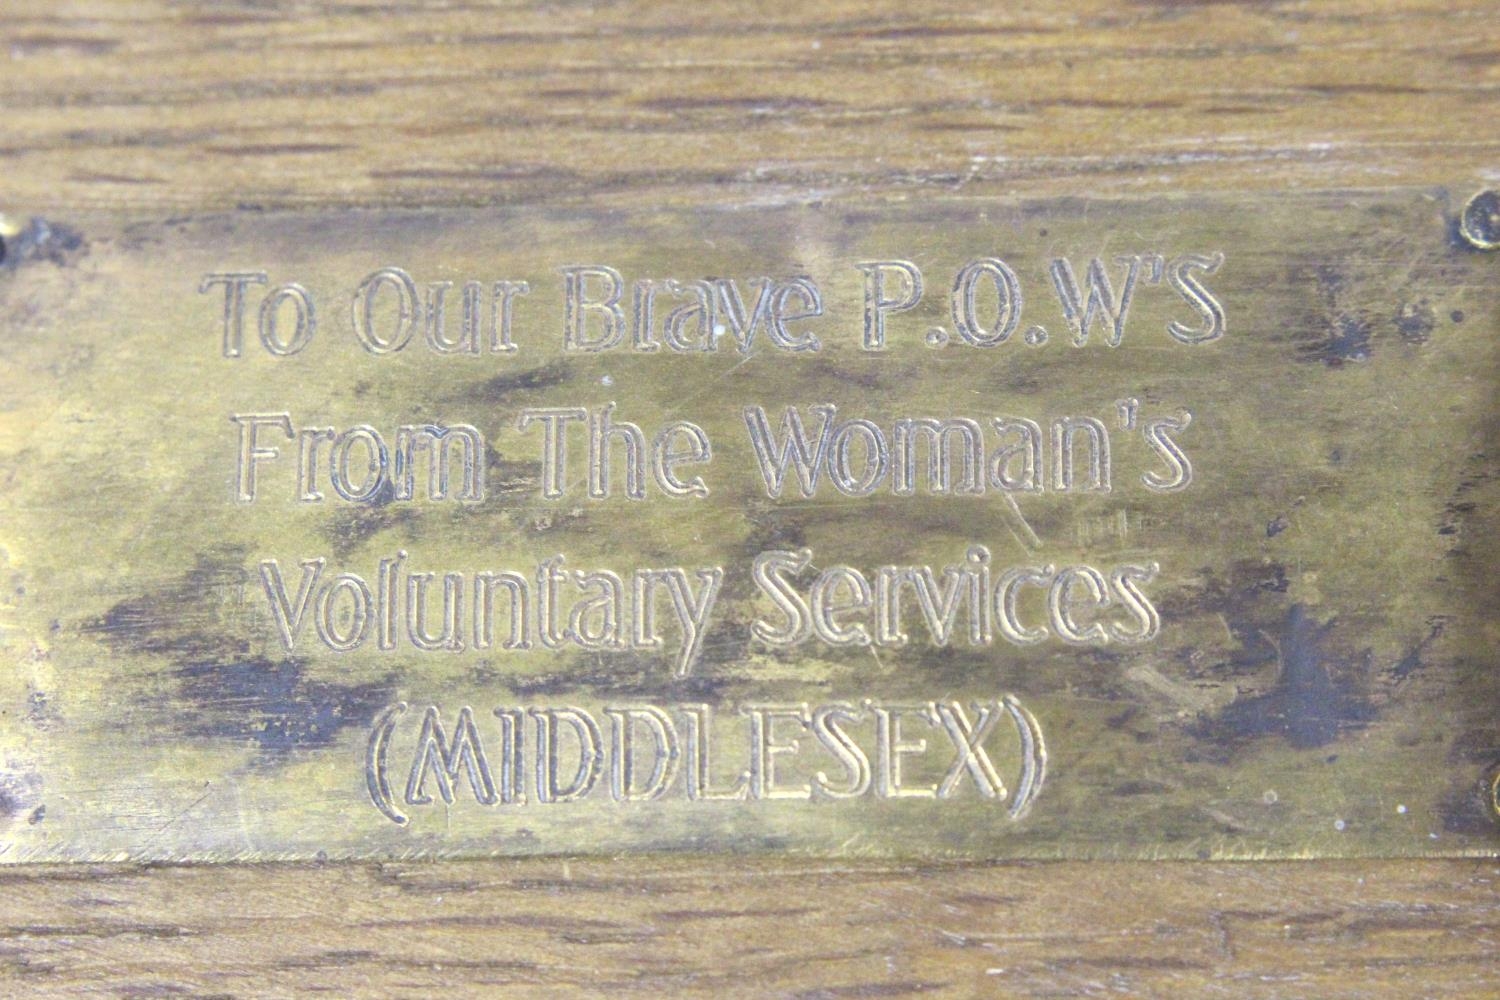 To Our Brave P.O.W'S
From The Woman's
Voluntary Services
(MIDDLESEX)